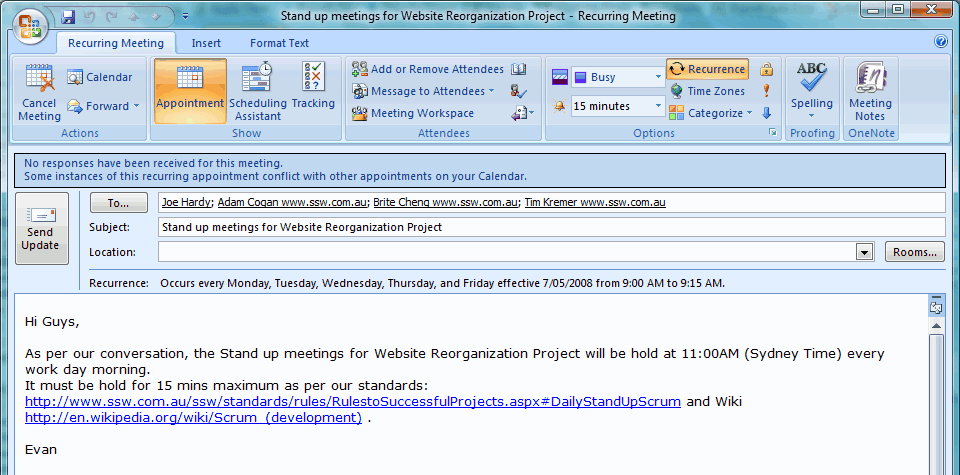 Stand up meetings for Website Reorganization Project - Recurring Meeting
Recurring Meeting Insert Format Text
Cancel Meeting
Calendar
Forward
Actions
Appointment
Scheduling Assistant
Tracking
Show
Add or Remove Attendees
Message to Attendees
Meeting Workspace
Attendees
Busy
15 minutes
Recurrence
Time Zones
Categorize
Options
ABC
Spelling
Proofing
Meeting Notes
OneNote
No responses have been received for this meeting.
Some instances of this recurring appointment conflict with other appointments on your Calendar.
Send Update
To... Joe Hardy; Adam Cogan www.ssw.com.au; Brite Cheng www.ssw.com.au; Tim Kremer www.ssw.com.au
Subject: Stand up meetings for Website Reorganization Project
Location: Rooms...
Recurrence: Occurs every Monday, Tuesday, Wednesday, Thursday, and Friday effective 7/05/2008 from 9:00 AM to 9:15 AM.
Hi Guys,
As per our conversation, the Stand up meetings for Website Reorganization Project will be hold at 11:00AM (Sydney Time) every
work day morning.
It must be hold for 15 mins maximum as per our standards:
http://www.ssw.com.au/ssw/standards/rules/RulestoSuccessfulProjects.aspx#DailyStandUpScrum and Wiki
http://en.wikipedia.org/wiki/Scrum_(development) .
Evan